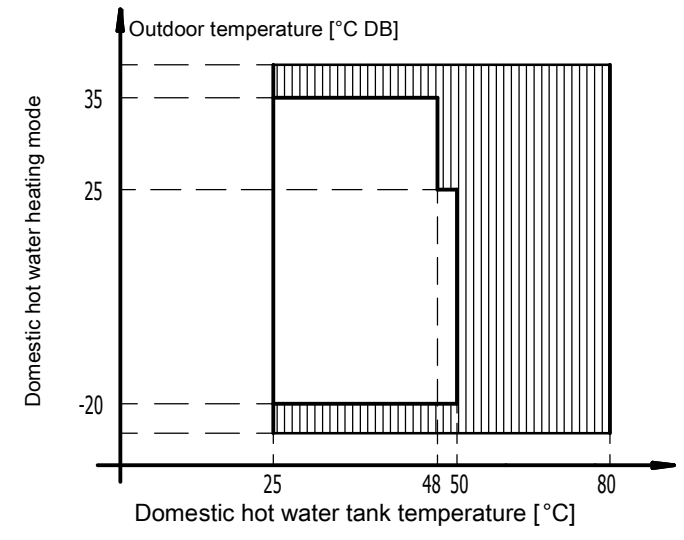 Outdoor temperature [°C DB]
Domestic hot water heating mode
35
25
-20
25 48 50 80
Domestic hot water tank temperature [°C]